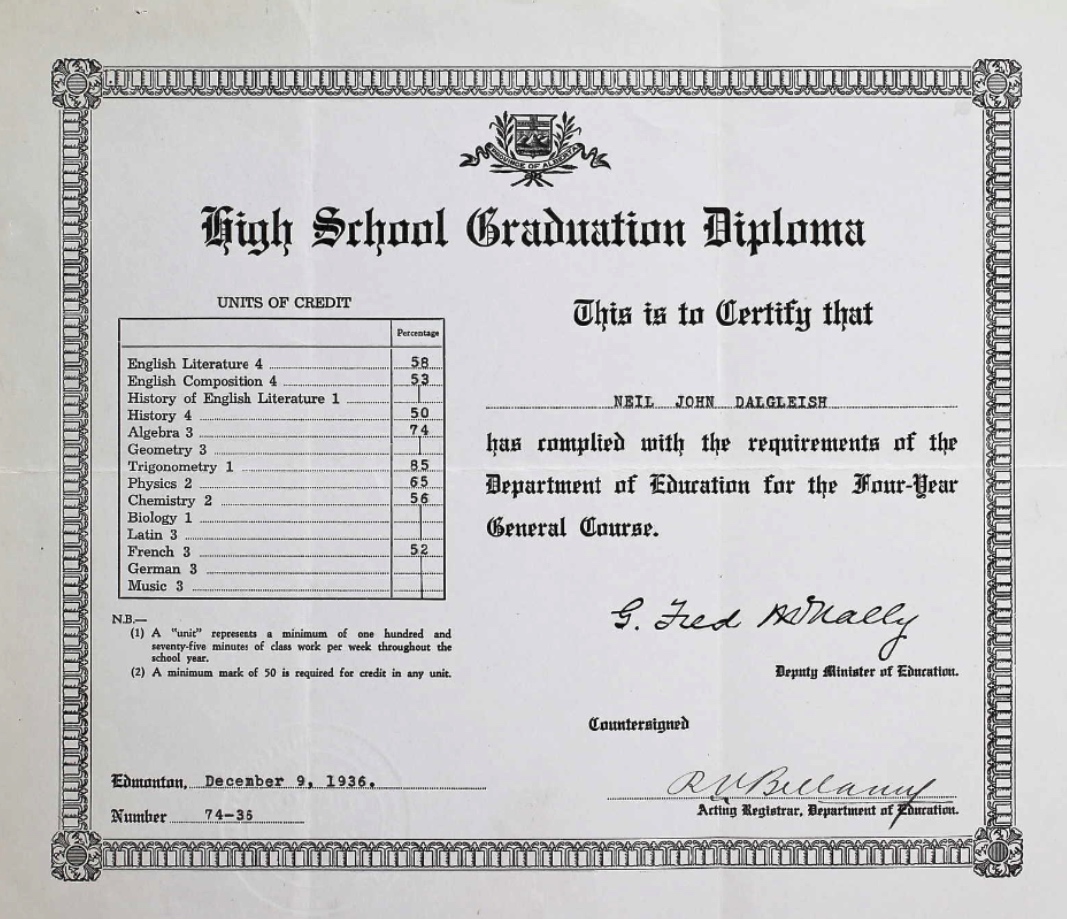 PROVINCE OF ALBERTA
High School Graduation Diploma
UNITS OF CREDIT
Percentage
English Literature 4 58
English Composition 4 53
History of English Literature 1
History 4 50
Algebra 3 74
Geometry 3
Trigonometry 1 85
Physics 2 65
Chemistry 2 56
Biology 1
Latin 3
French 3 52
German 3
Music 3
N.B.—
(1) A "unit" represents a minimum of one hundred and
seventy-five minutes of class work per week throughout the
school year.
(2) A minimum mark of 50 is required for credit in any unit.
Edmonton, December 9, 1936.
Number 74-36
This is to Certify that
NEIL JOHN DALGLEISH
has complied with the requirements of the
Department of Education for the Four-Year
General Course.
G. Fred McNally
Deputy Minister of Education.
Countersigned
R V Bellamy
Acting Registrar, Department of Education.